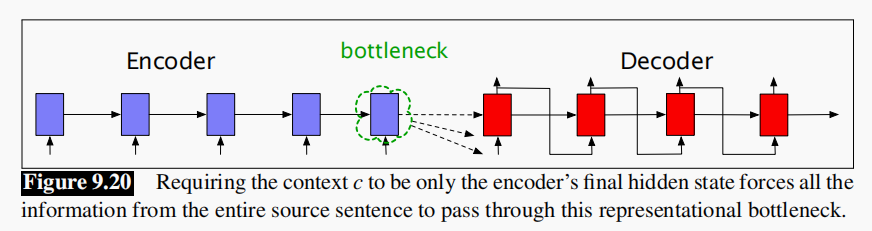 bottleneck
Encoder
Decoder
Figure 9.20 Requiring the context c to be only the encoder's final hidden state forces all the
information from the entire source sentence to pass through this representational bottleneck.